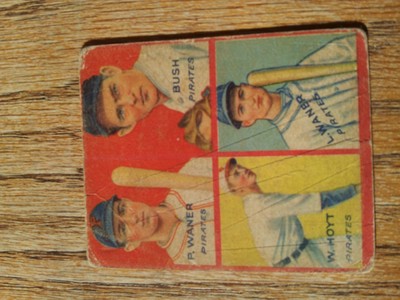 BUSH
PIRATES
L. WANER
PIRATES
P. WANER
PIRATES
W. HOYT
PIRATES